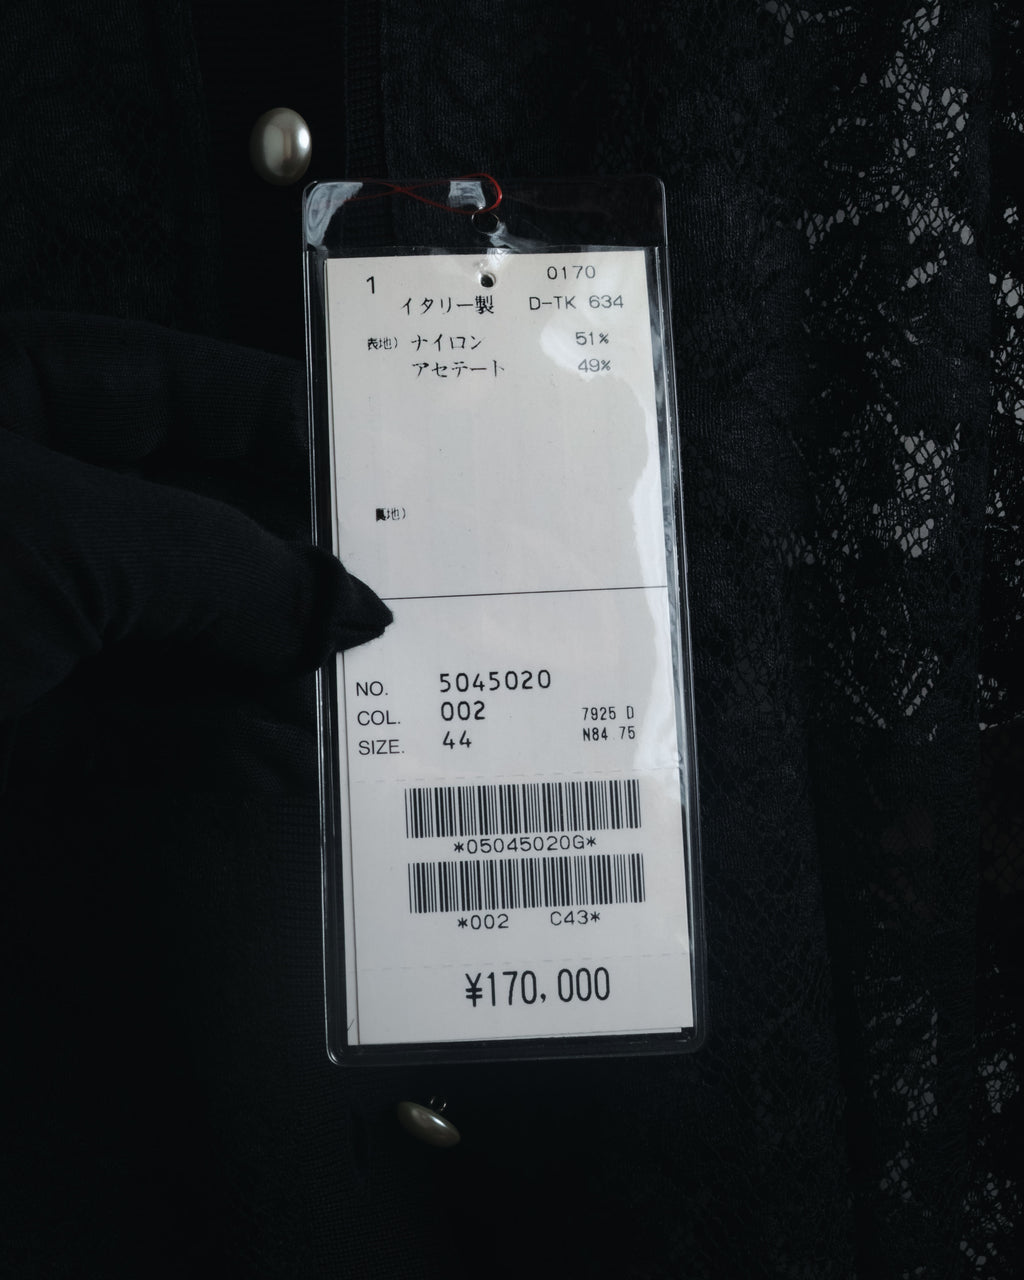 1 0170
イタリー製 D-TK 634
表地) ナイロン 51%
アセテート 49%
裏地)
NO. 5045020
COL. 002 7925 D
SIZE. 44 N84 75
*05045020G*
*002 C43*
¥170,000